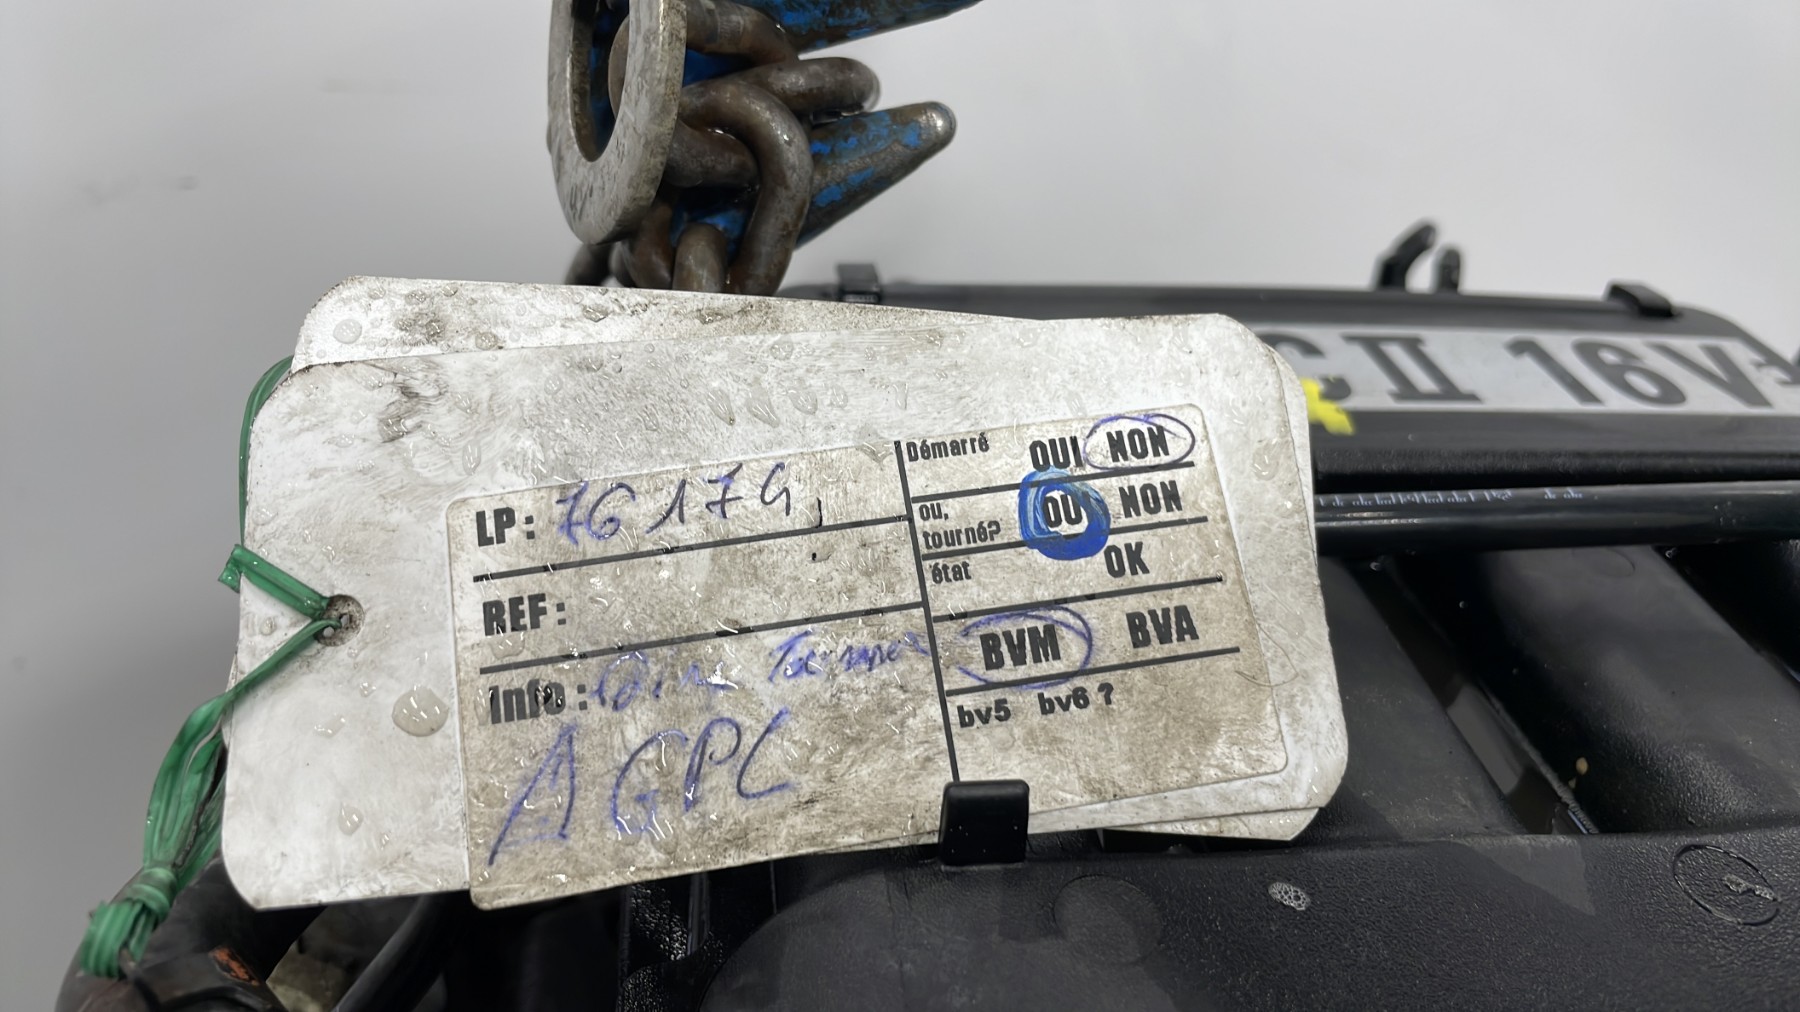 C II 16V
Démarré OUI NON
LP: 76174
ou, tourné? OUI NON
état OK
REF:
BVM BVA
Info:
bv5 bv6 ?
A GPL